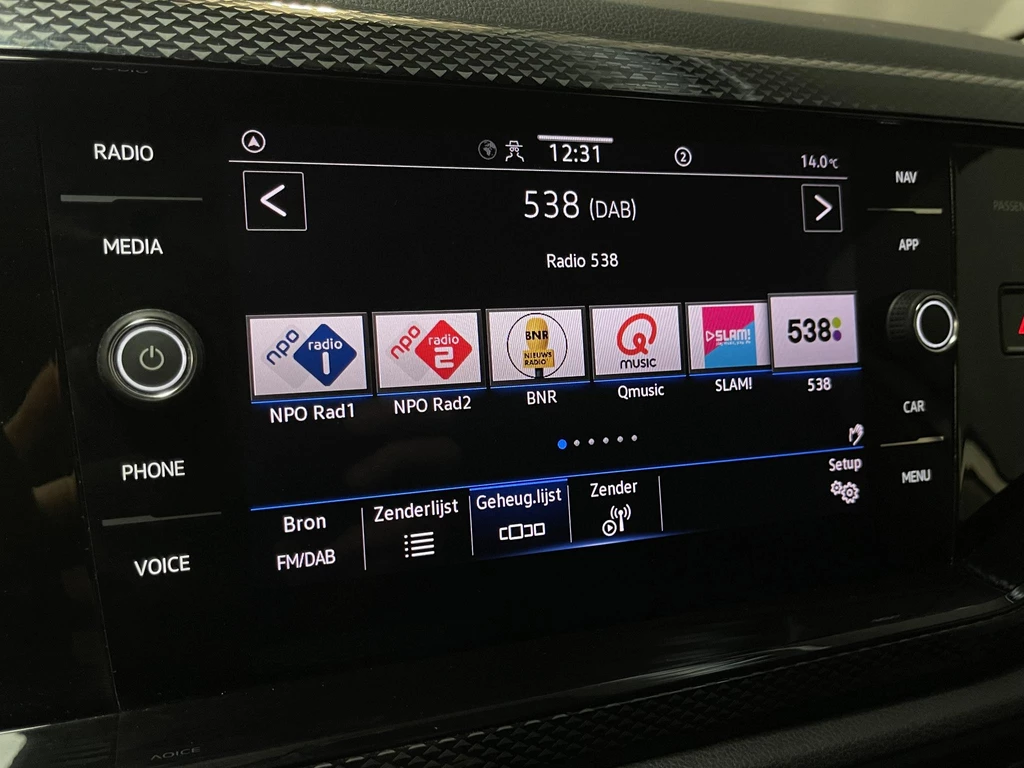 RADIO
MEDIA
PHONE
VOICE
12:31
2
14.0°C
<
538 (DAB)
>
Radio 538
npo radio 1
npo radio 2
BNR
NIEUWS
RADIO
Q
MUSIC
SLAM!
538
NPO Rad1
NPO Rad2
BNR
Qmusic
SLAM!
538
Bron
FM/DAB
Zenderlijst
Geheug.lijst
Zender
Setup
NAV
APP
CAR
MENU